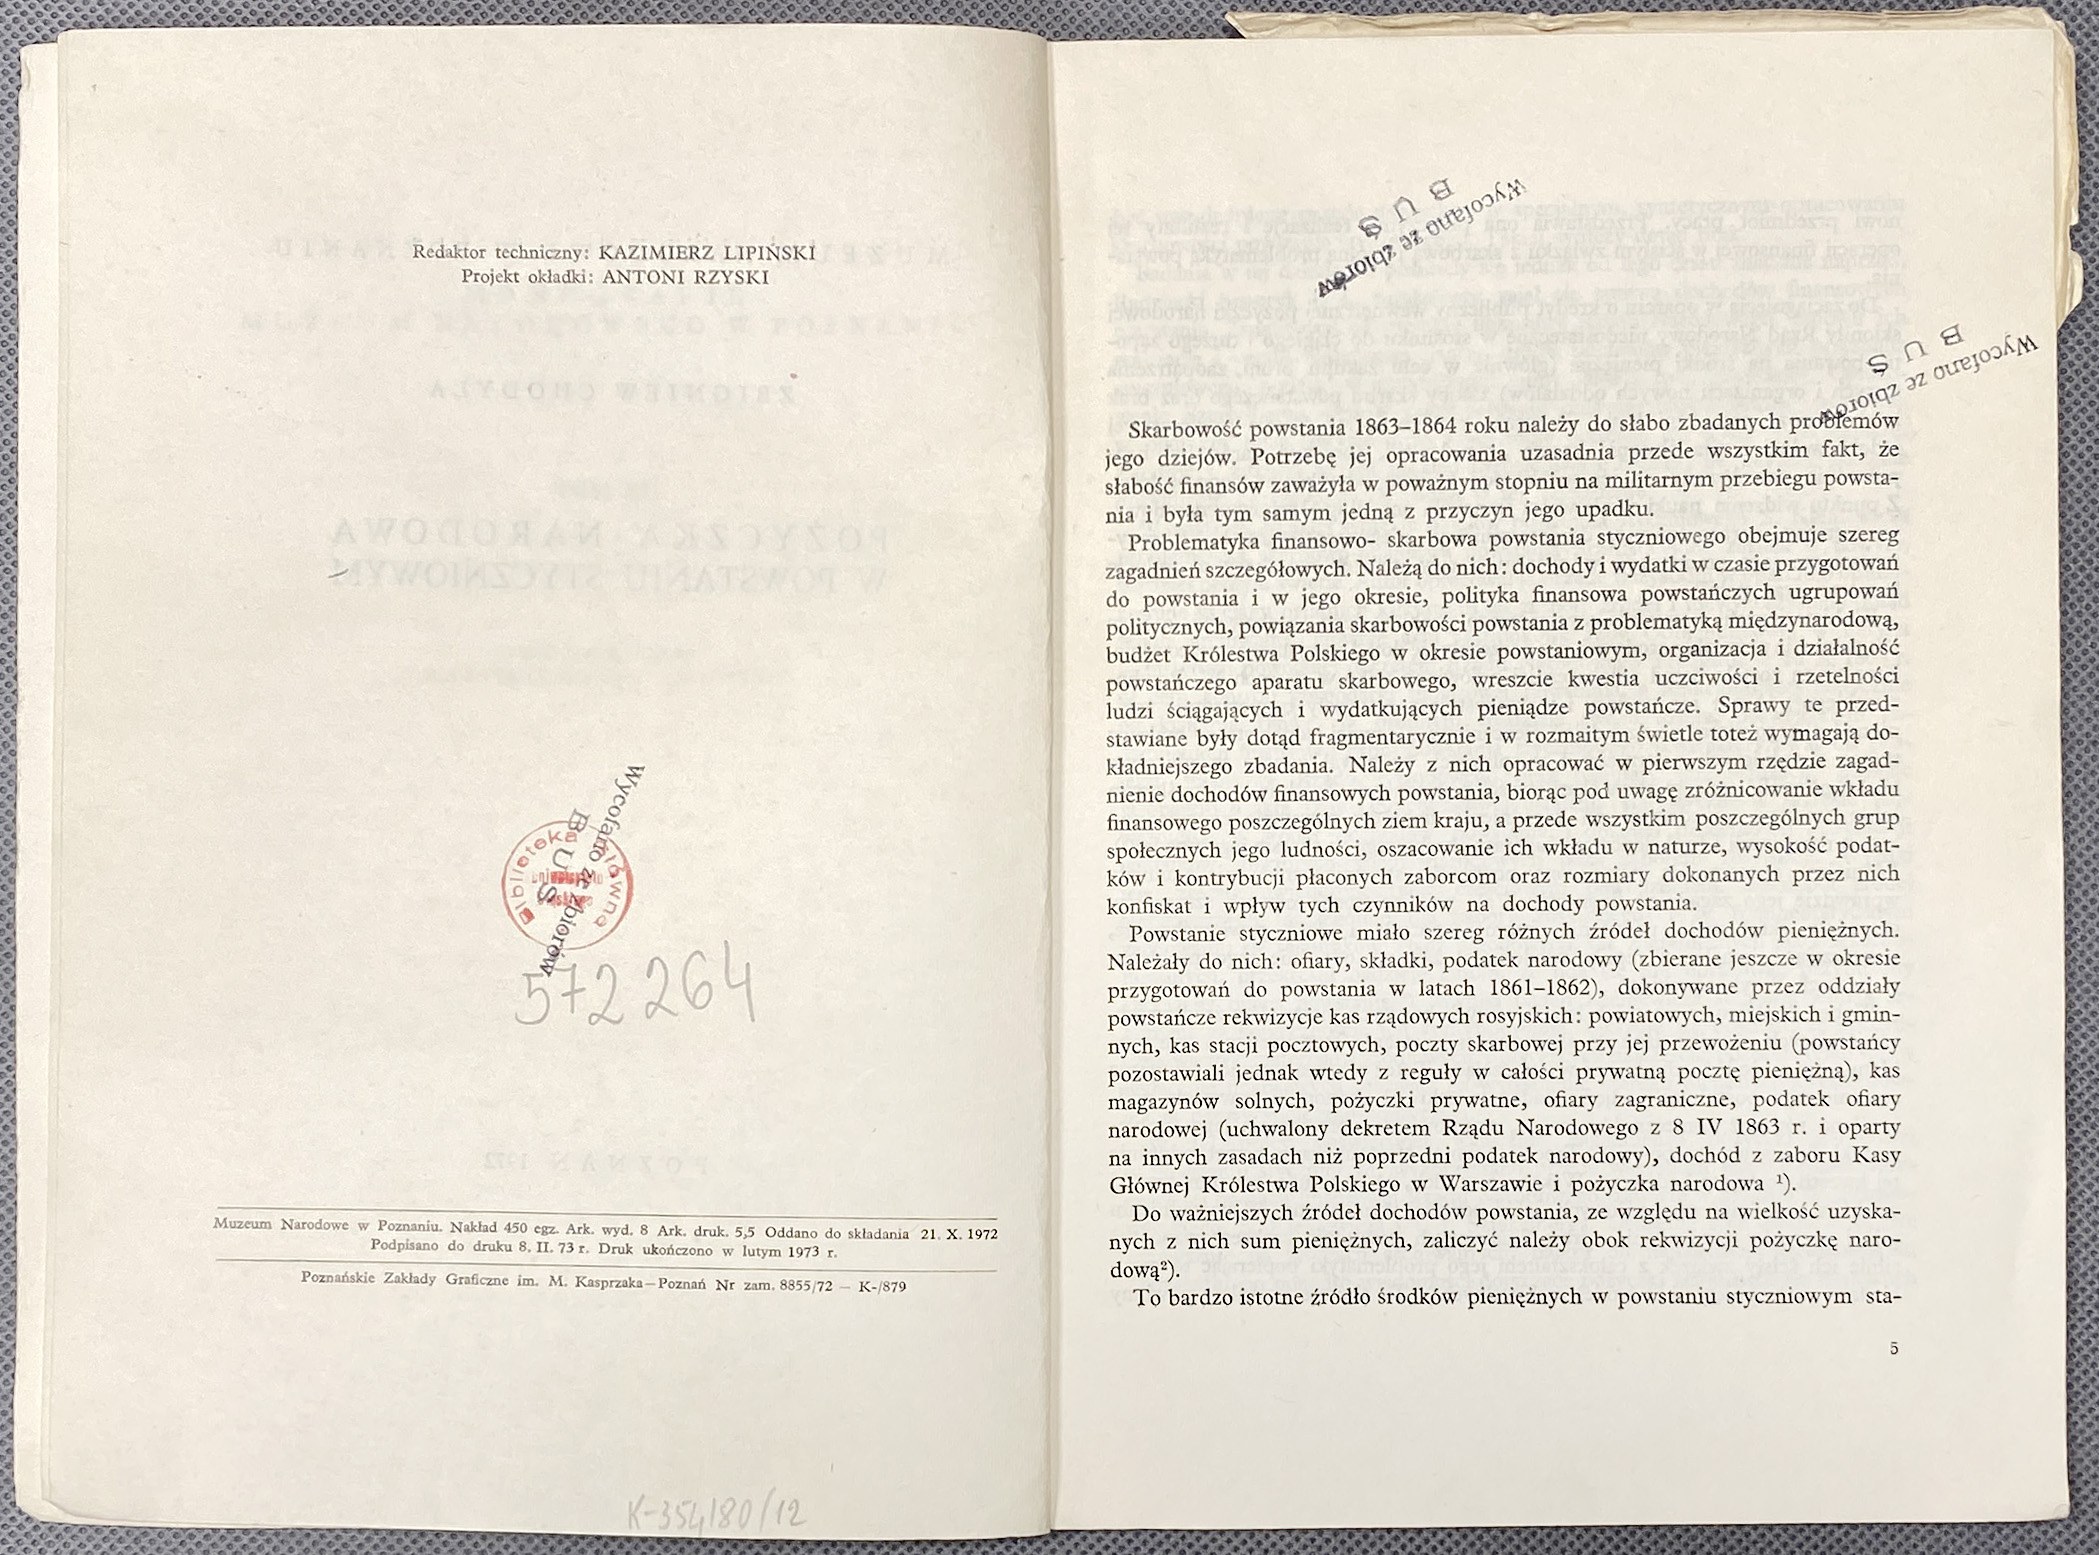 Redaktor techniczny: KAZIMIERZ LIPIŃSKI
Projekt okładki: ANTONI RZYSKI
Wycofano ze zbiorów
BUŚ
Biblioteka Główna
572264
Muzeum Narodowe w Poznaniu. Nakład 450 egz. Ark. wyd. 8 Ark. druk. 5,5 Oddano do składania 21. X. 1972
Podpisano do druku 8. II. 73 r. Druk ukończono w lutym 1973 r.
Poznańskie Zakłady Graficzne im. M. Kasprzaka—Poznań Nr zam. 8855/72 — K-/879
K-354/80/12
Wycofano ze zbiorów
BUŚ
Wycofano ze zbiorów
BUŚ
Skarbowość powstania 1863–1864 roku należy do słabo zbadanych problemów
jego dziejów. Potrzebę jej opracowania uzasadnia przede wszystkim fakt, że
słabość finansów zaważyła w poważnym stopniu na militarnym przebiegu powsta-
nia i była tym samym jedną z przyczyn jego upadku.
Problematyka finansowo- skarbowa powstania styczniowego obejmuje szereg
zagadnień szczegółowych. Należą do nich: dochody i wydatki w czasie przygotowań
do powstania i w jego okresie, polityka finansowa powstańczych ugrupowań
politycznych, powiązania skarbowości powstania z problematyką międzynarodową,
budżet Królestwa Polskiego w okresie powstaniowym, organizacja i działalność
powstańczego aparatu skarbowego, wreszcie kwestia uczciwości i rzetelności
ludzi ściągających i wydatkujących pieniądze powstańcze. Sprawy te przed-
stawiane były dotąd fragmentarycznie i w rozmaitym świetle toteż wymagają do-
kładniejszego zbadania. Należy z nich opracować w pierwszym rzędzie zagad-
nienie dochodów finansowych powstania, biorąc pod uwagę zróżnicowanie wkładu
finansowego poszczególnych ziem kraju, a przede wszystkim poszczególnych grup
społecznych jego ludności, oszacowanie ich wkładu w naturze, wysokość podat-
ków i kontrybucji płaconych zaborcom oraz rozmiary dokonanych przez nich
konfiskat i wpływ tych czynników na dochody powstania.
Powstanie styczniowe miało szereg różnych źródeł dochodów pieniężnych.
Należały do nich: ofiary, składki, podatek narodowy (zbierane jeszcze w okresie
przygotowań do powstania w latach 1861–1862), dokonywane przez oddziały
powstańcze rekwizycje kas rządowych rosyjskich: powiatowych, miejskich i gmin-
nych, kas stacji pocztowych, poczty skarbowej przy jej przewożeniu (powstańcy
pozostawiali jednak wtedy z reguły w całości prywatną pocztę pieniężną), kas
magazynów solnych, pożyczki prywatne, ofiary zagraniczne, podatek ofiary
narodowej (uchwalony dekretem Rządu Narodowego z 8 IV 1863 r. i oparty
na innych zasadach niż poprzedni podatek narodowy), dochód z zaboru Kasy
Głównej Królestwa Polskiego w Warszawie i pożyczka narodowa ¹).
Do ważniejszych źródeł dochodów powstania, ze względu na wielkość uzyska-
nych z nich sum pieniężnych, zaliczyć należy obok rekwizycji pożyczkę naro-
dową²).
To bardzo istotne źródło środków pieniężnych w powstaniu styczniowym sta-
5